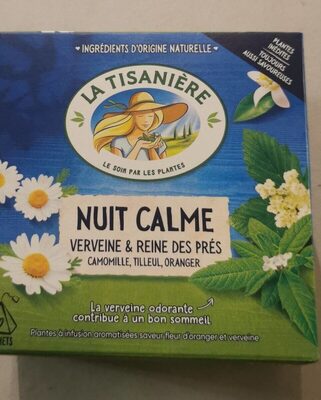 • INGRÉDIENTS D'ORIGINE NATURELLE •
PLANTES
INÉDITES
TOUJOURS
AUSSI SAVOUREUSES
LA TISANIÈRE
LE SOIN PAR LES PLANTES
NUIT CALME
VERVEINE & REINE DES PRÉS
CAMOMILLE, TILLEUL, ORANGER
La verveine odorante
contribue à un bon sommeil
Plantes à infusion aromatisées saveur fleur d'oranger et verveine